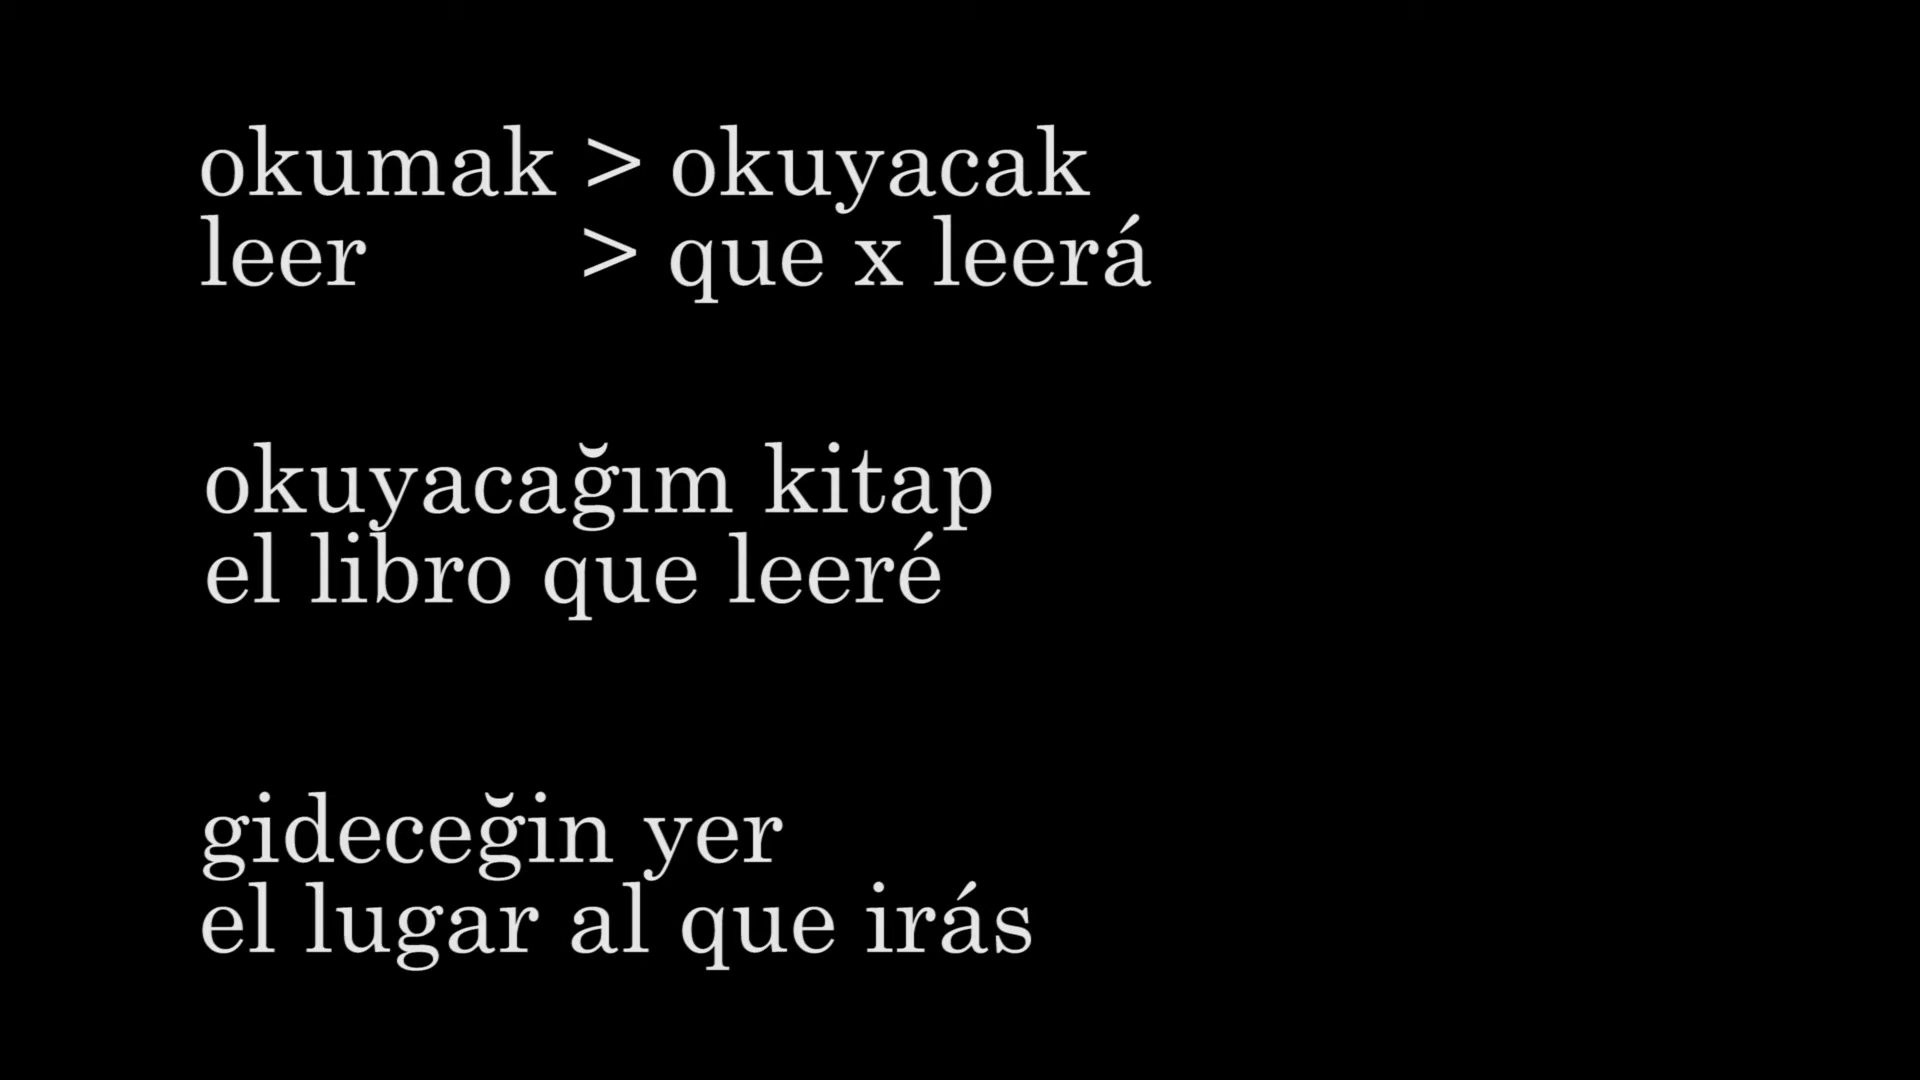 okumak > okuyacak
leer > que x leerá
okuyacağım kitap
el libro que leeré
gideceğin yer
el lugar al que irás